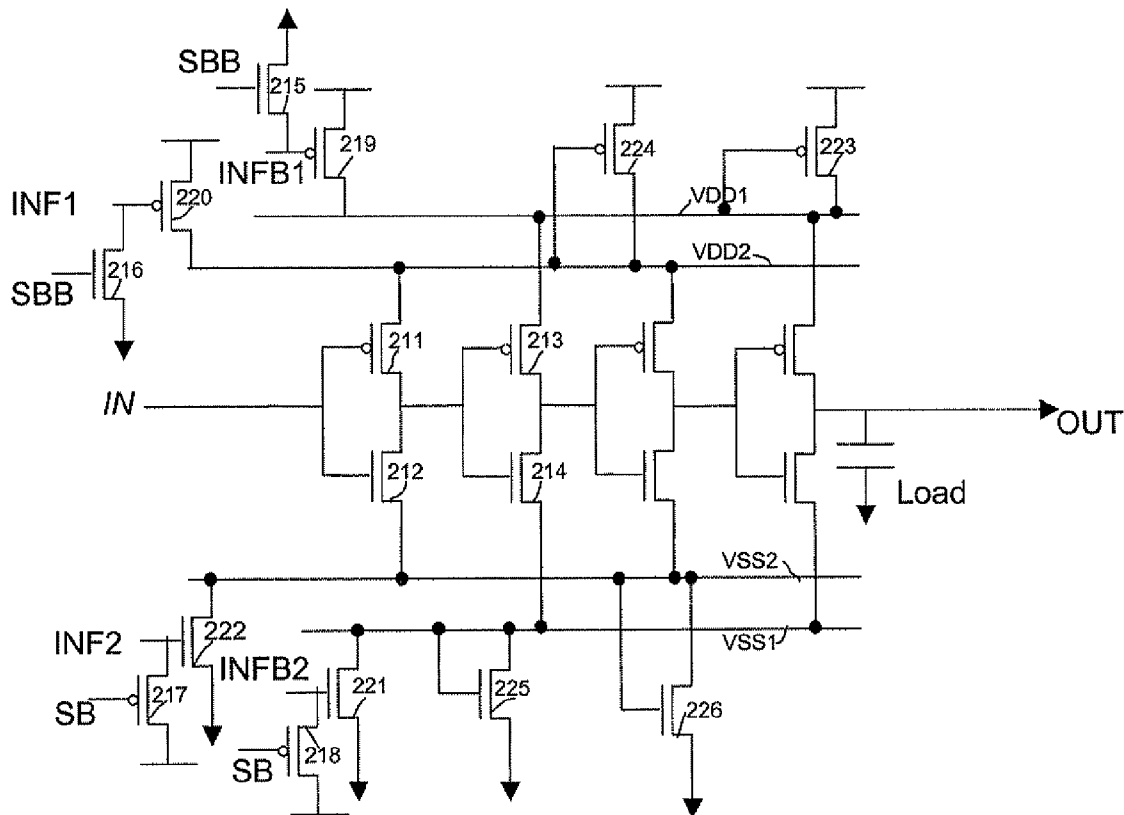 SBB
215
INFB1
219
224
223
INF1
220
VDD1
216
SBB
VDD2
211
213
IN
OUT
212
214
Load
VSS2
INF2
222
VSS1
INFB2
217
221
225
226
SB
218
SB